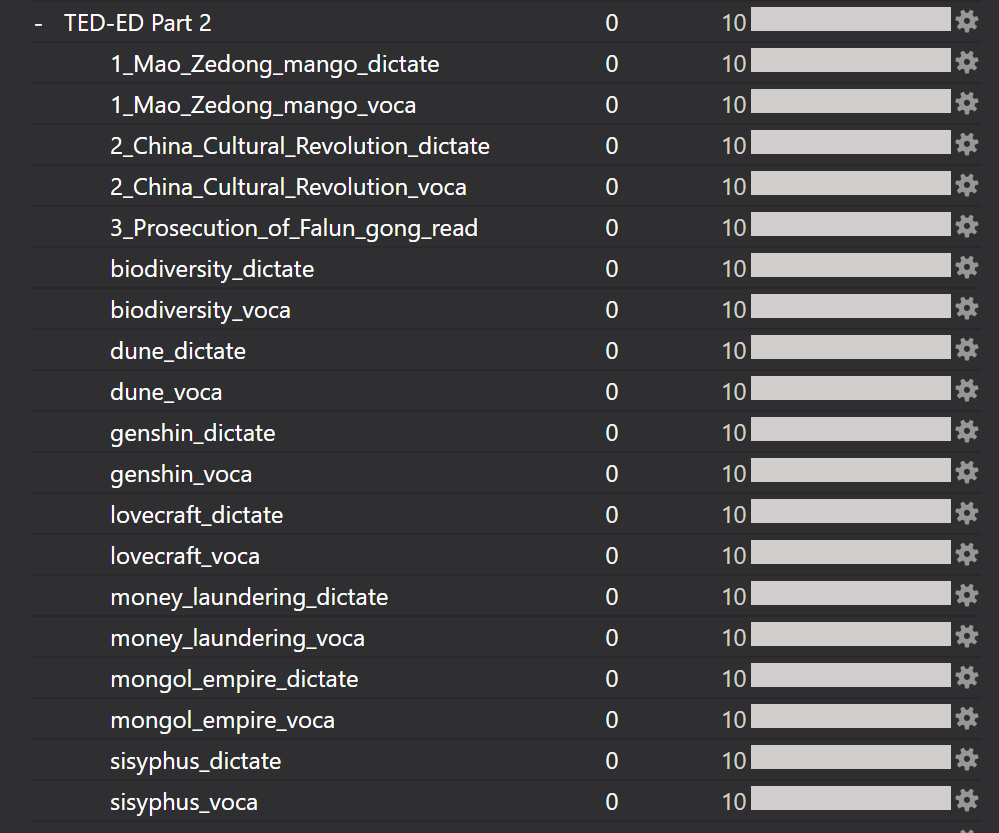 - TED-ED Part 2 0 10
1_Mao_Zedong_mango_dictate 0 10
1_Mao_Zedong_mango_voca 0 10
2_China_Cultural_Revolution_dictate 0 10
2_China_Cultural_Revolution_voca 0 10
3_Prosecution_of_Falun_gong_read 0 10
biodiversity_dictate 0 10
biodiversity_voca 0 10
dune_dictate 0 10
dune_voca 0 10
genshin_dictate 0 10
genshin_voca 0 10
lovecraft_dictate 0 10
lovecraft_voca 0 10
money_laundering_dictate 0 10
money_laundering_voca 0 10
mongol_empire_dictate 0 10
mongol_empire_voca 0 10
sisyphus_dictate 0 10
sisyphus_voca 0 10